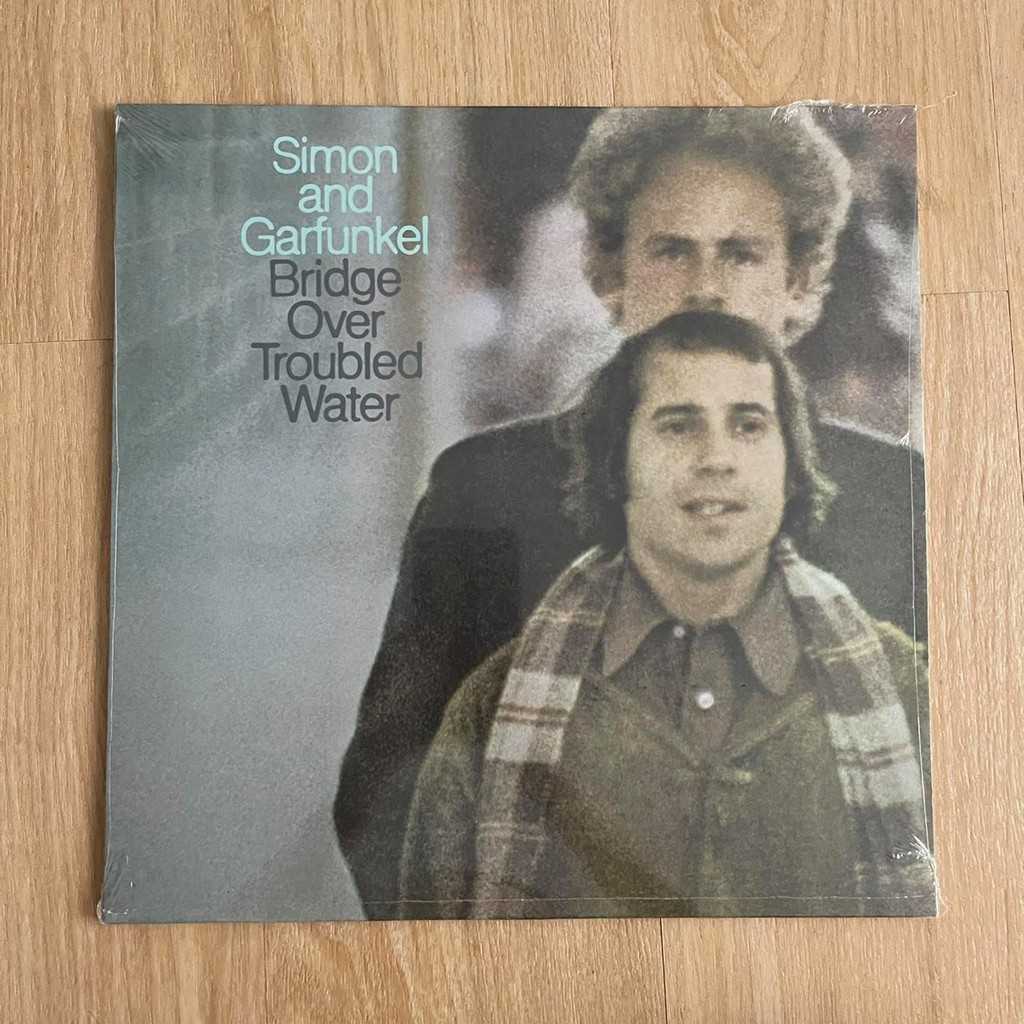 Simon
and
Garfunkel
Bridge
Over
Troubled
Water